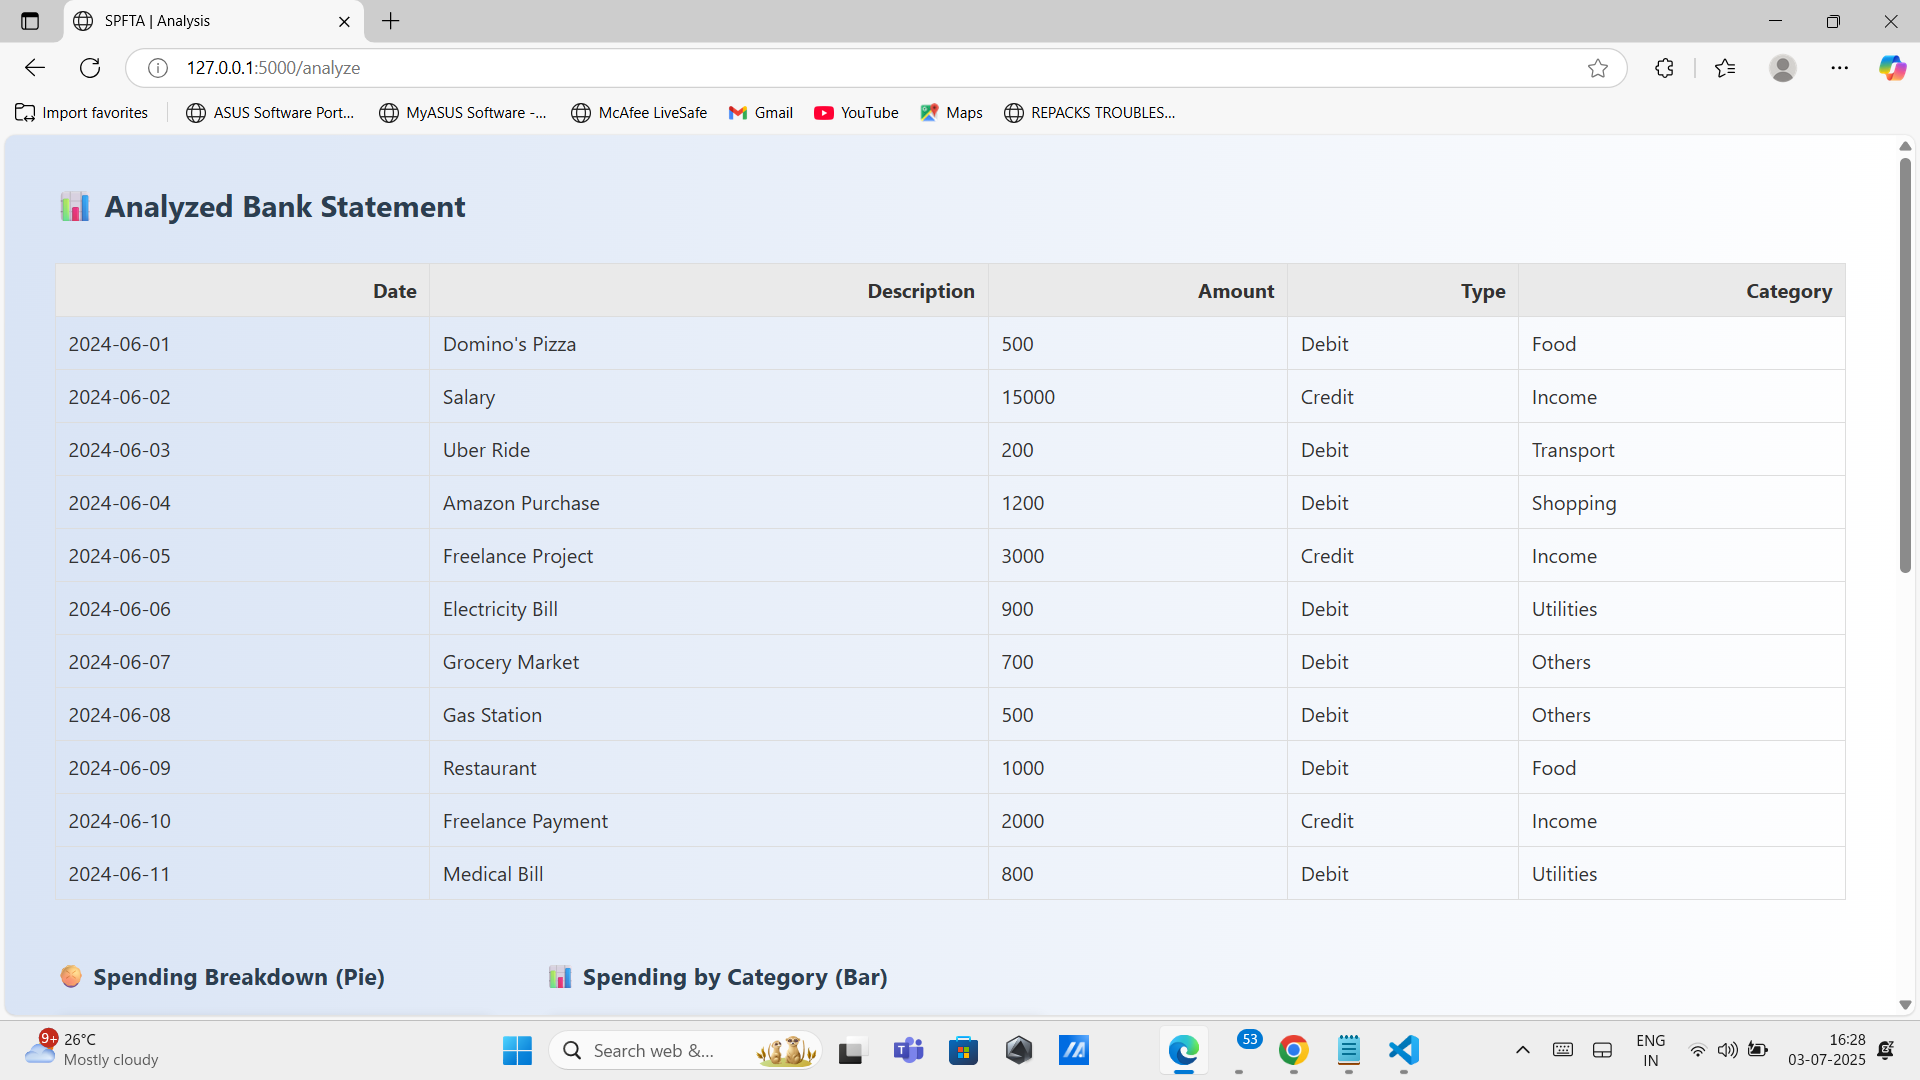 SPFTA | Analysis
127.0.0.1:5000/analyze
Import favorites
ASUS Software Port...
MyASUS Software -...
McAfee LiveSafe
Gmail
YouTube
Maps
REPACKS TROUBLES...
Analyzed Bank Statement
Date Description Amount Type Category
2024-06-01 Domino's Pizza 500 Debit Food
2024-06-02 Salary 15000 Credit Income
2024-06-03 Uber Ride 200 Debit Transport
2024-06-04 Amazon Purchase 1200 Debit Shopping
2024-06-05 Freelance Project 3000 Credit Income
2024-06-06 Electricity Bill 900 Debit Utilities
2024-06-07 Grocery Market 700 Debit Others
2024-06-08 Gas Station 500 Debit Others
2024-06-09 Restaurant 1000 Debit Food
2024-06-10 Freelance Payment 2000 Credit Income
2024-06-11 Medical Bill 800 Debit Utilities
Spending Breakdown (Pie)
Spending by Category (Bar)
9+
26°C
Mostly cloudy
Search web &...
53
ENG
IN
16:28
03-07-2025